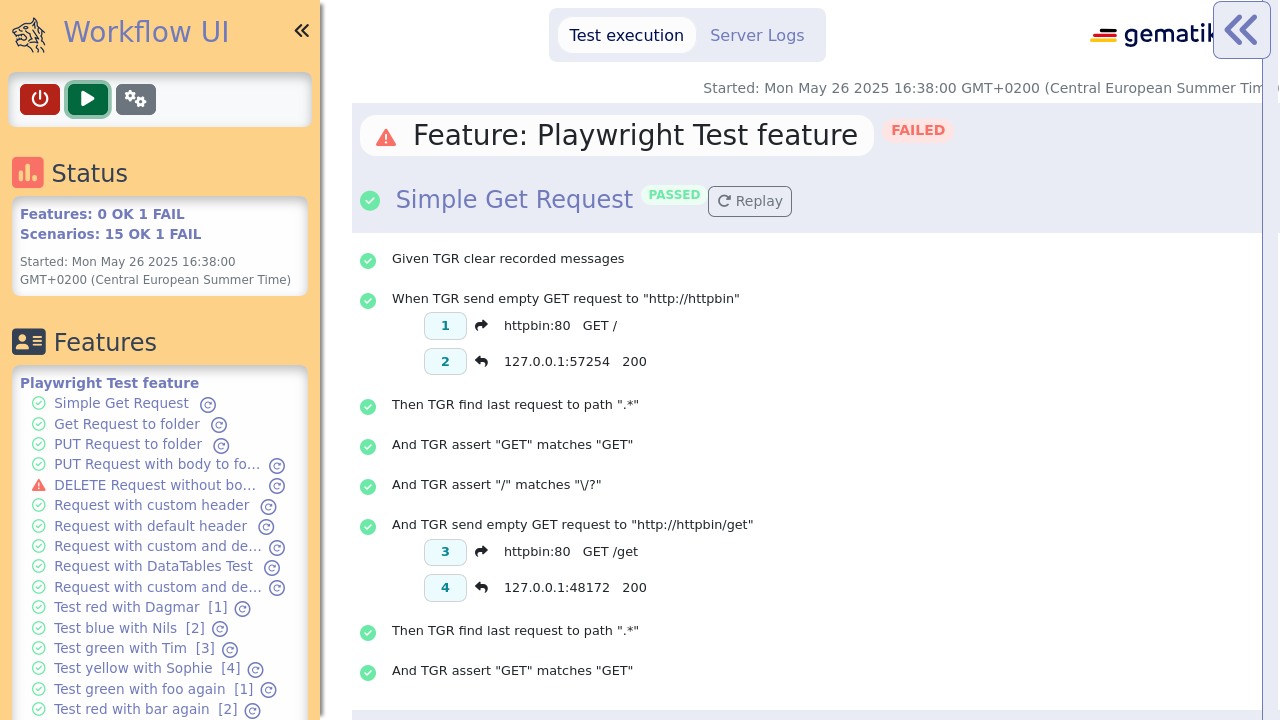 Workflow UI
Status
Features: 0 OK 1 FAIL
Scenarios: 15 OK 1 FAIL
Started: Mon May 26 2025 16:38:00
GMT+0200 (Central European Summer Time)
Features
Playwright Test feature
Simple Get Request
Get Request to folder
PUT Request to folder
PUT Request with body to fo...
DELETE Request without bo...
Request with custom header
Request with default header
Request with custom and de...
Request with DataTables Test
Request with custom and de...
Test red with Dagmar [1]
Test blue with Nils [2]
Test green with Tim [3]
Test yellow with Sophie [4]
Test green with foo again [1]
Test red with bar again [2]
Test execution Server Logs
gematik
Started: Mon May 26 2025 16:38:00 GMT+0200 (Central European Summer Tim
Feature: Playwright Test feature FAILED
Simple Get Request PASSED Replay
Given TGR clear recorded messages
When TGR send empty GET request to "http://httpbin"
1 httpbin:80 GET /
2 127.0.0.1:57254 200
Then TGR find last request to path ".*"
And TGR assert "GET" matches "GET"
And TGR assert "/" matches "\/?"
And TGR send empty GET request to "http://httpbin/get"
3 httpbin:80 GET /get
4 127.0.0.1:48172 200
Then TGR find last request to path ".*"
And TGR assert "GET" matches "GET"